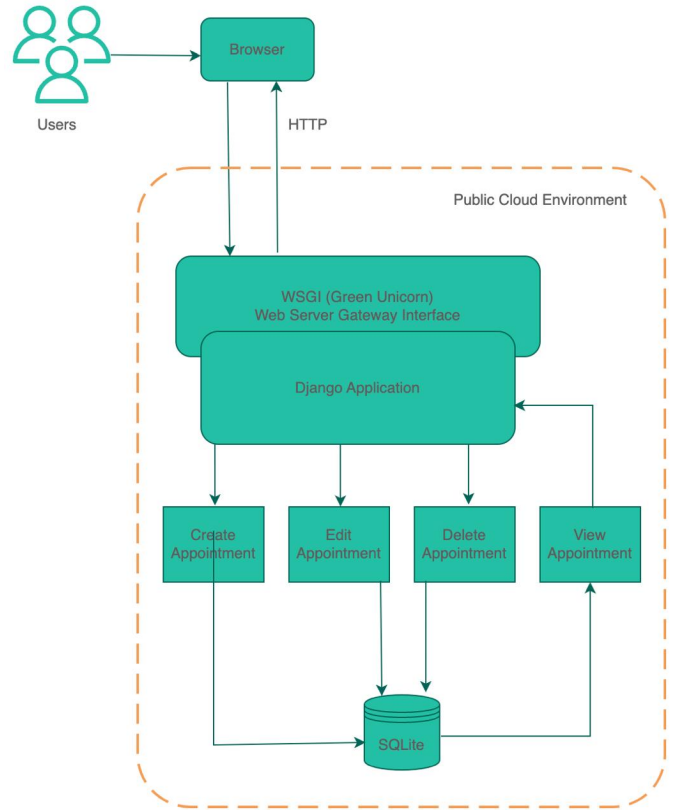 Browser
Users
HTTP
Public Cloud Environment
WSGI (Green Unicorn)
Web Server Gateway Interface
Django Application
Create
Appointment
Edit
Appointment
Delete
Appointment
View
Appointment
SQLite